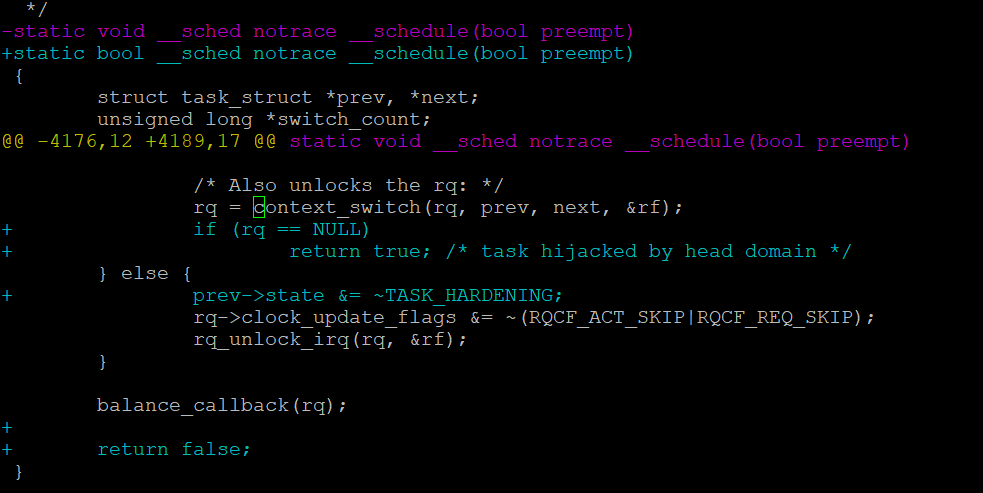 */
-static void __sched notrace __schedule(bool preempt)
+static bool __sched notrace __schedule(bool preempt)
 {
        struct task_struct *prev, *next;
        unsigned long *switch_count;
@@ -4176,12 +4189,17 @@ static void __sched notrace __schedule(bool preempt)
                /* Also unlocks the rq: */
                rq = context_switch(rq, prev, next, &rf);
+               if (rq == NULL)
+                       return true; /* task hijacked by head domain */
        } else {
+               prev->state &= ~TASK_HARDENING;
                rq->clock_update_flags &= ~(RQCF_ACT_SKIP|RQCF_REQ_SKIP);
                rq_unlock_irq(rq, &rf);
        }
        balance_callback(rq);
+
+       return false;
 }